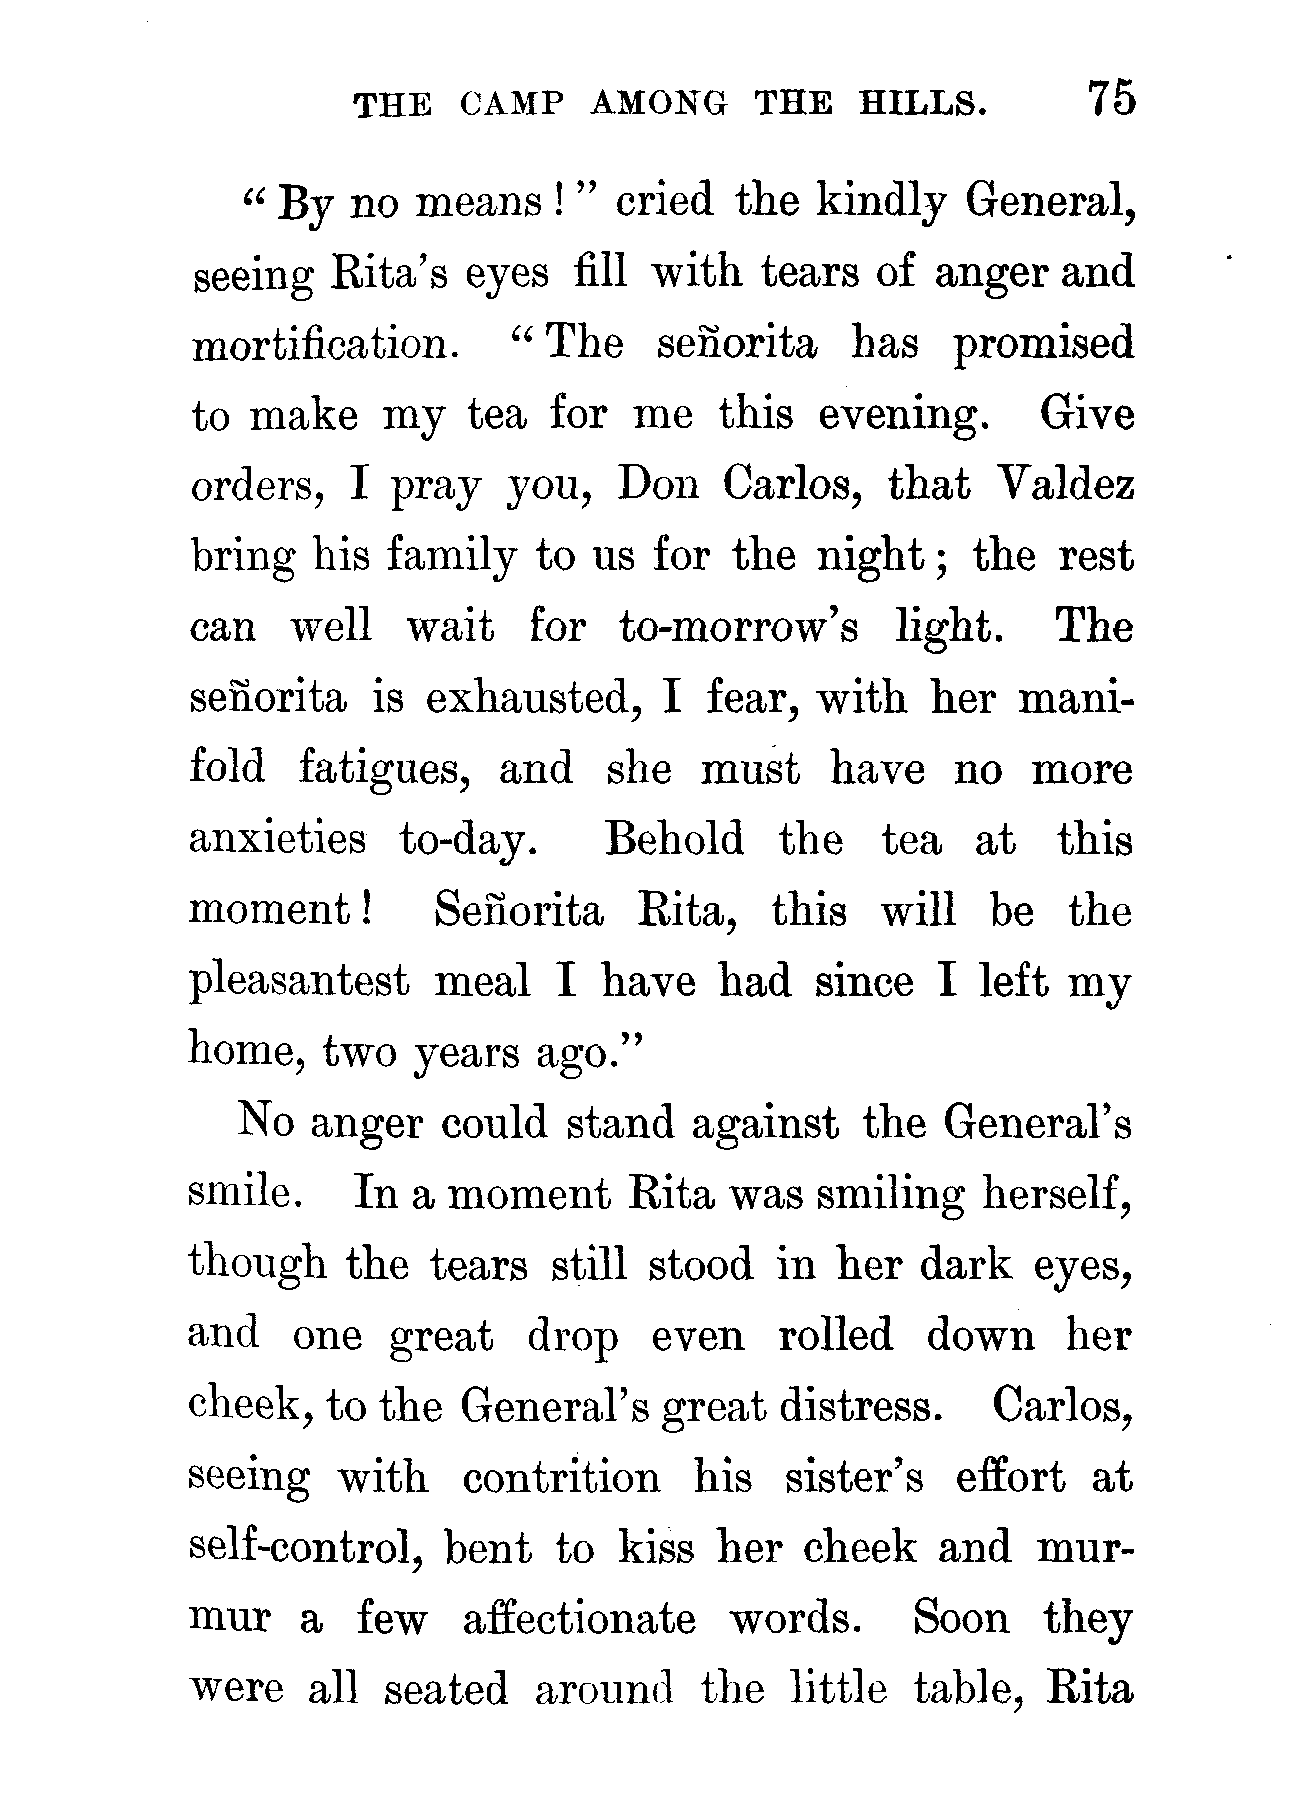 THE CAMP AMONG THE HILLS. 75
“ By no means ! ” cried the kindly General,
seeing Rita’s eyes fill with tears of anger and
mortification. “ The señorita has promised
to make my tea for me this evening. Give
orders, I pray you, Don Carlos, that Valdez
bring his family to us for the night ; the rest
can well wait for to-morrow’s light. The
señorita is exhausted, I fear, with her mani-
fold fatigues, and she must have no more
anxieties to-day. Behold the tea at this
moment ! Señorita Rita, this will be the
pleasantest meal I have had since I left my
home, two years ago.”
No anger could stand against the General’s
smile. In a moment Rita was smiling herself,
though the tears still stood in her dark eyes,
and one great drop even rolled down her
cheek, to the General’s great distress. Carlos,
seeing with contrition his sister’s effort at
self-control, bent to kiss her cheek and mur-
mur a few affectionate words. Soon they
were all seated around the little table, Rita